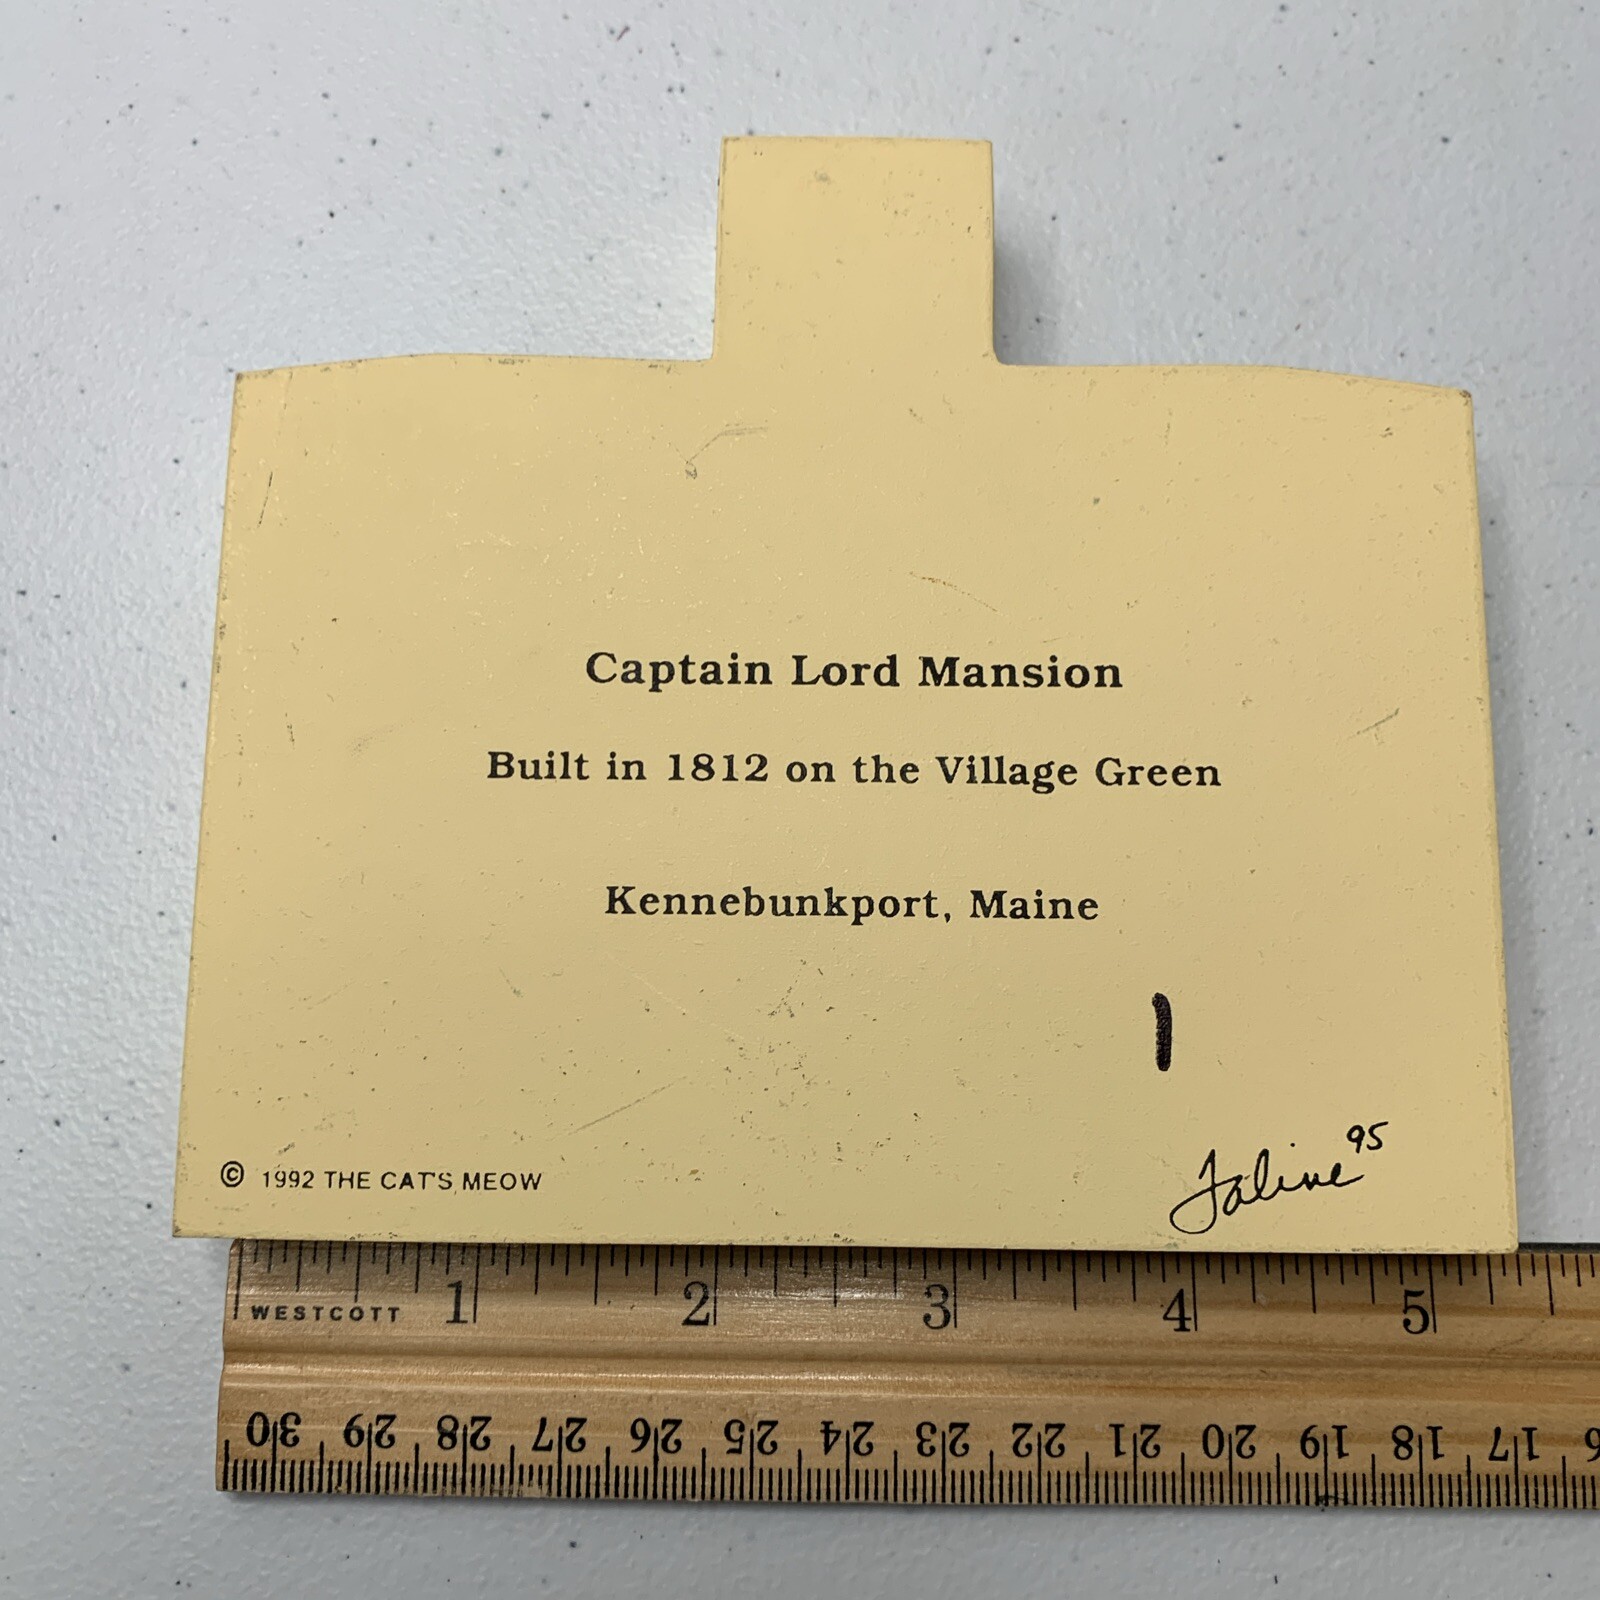 Captain Lord Mansion
Built in 1812 on the Village Green
Kennebunkport, Maine
1
Faline 95
© 1992 THE CAT'S MEOW
1 2 3 4 5
WESTCOTT
30 29 28 27 26 25 24 23 22 21 20 19 18 17